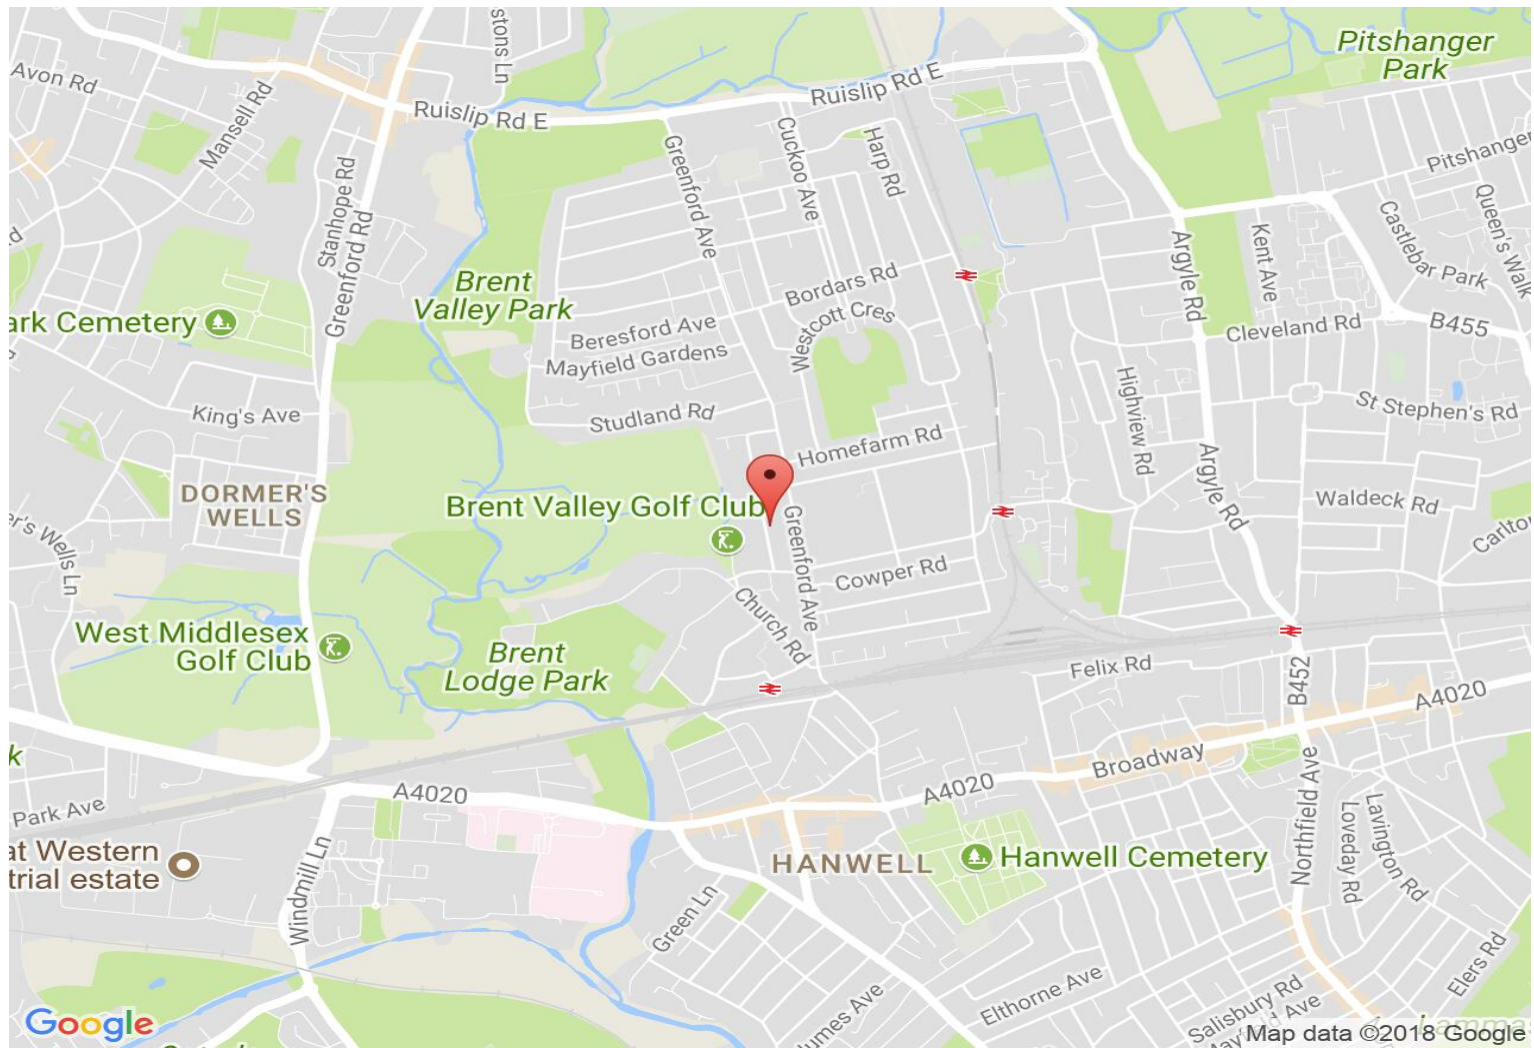 Pitshanger
Park
Avon Rd
Mansell Rd
stons Ln
Ruislip Rd E
Ruislip Rd E
Greenford Ave
Cuckoo Ave
Harp Rd
Pitshanger
Stanhope Rd
Greenford Rd
Argyle Rd
Kent Ave
Castlebar Park
Queen's Walk
Brent
Valley Park
Bordars Rd
Westcott Cres
Beresford Ave
Mayfield Gardens
ark Cemetery
Cleveland Rd
B455
King's Ave
Studland Rd
Homefarm Rd
Highview Rd
St Stephen's Rd
DORMER'S
WELLS
Brent Valley Golf Club
Argyle Rd
Waldeck Rd
er's Wells Ln
Greenford Ave
Cowper Rd
Church Rd
West Middlesex
Golf Club
Brent
Lodge Park
Felix Rd
B452
A4020
k
Broadway
A4020
A4020
Park Ave
at Western
trial estate
Windmill Ln
HANWELL
Hanwell Cemetery
Northfield Ave
Loveday Rd
Lavington Rd
Green Ln
Elthorne Ave
Salisbury Rd
Elers Rd
Google
Map data ©2018 Google